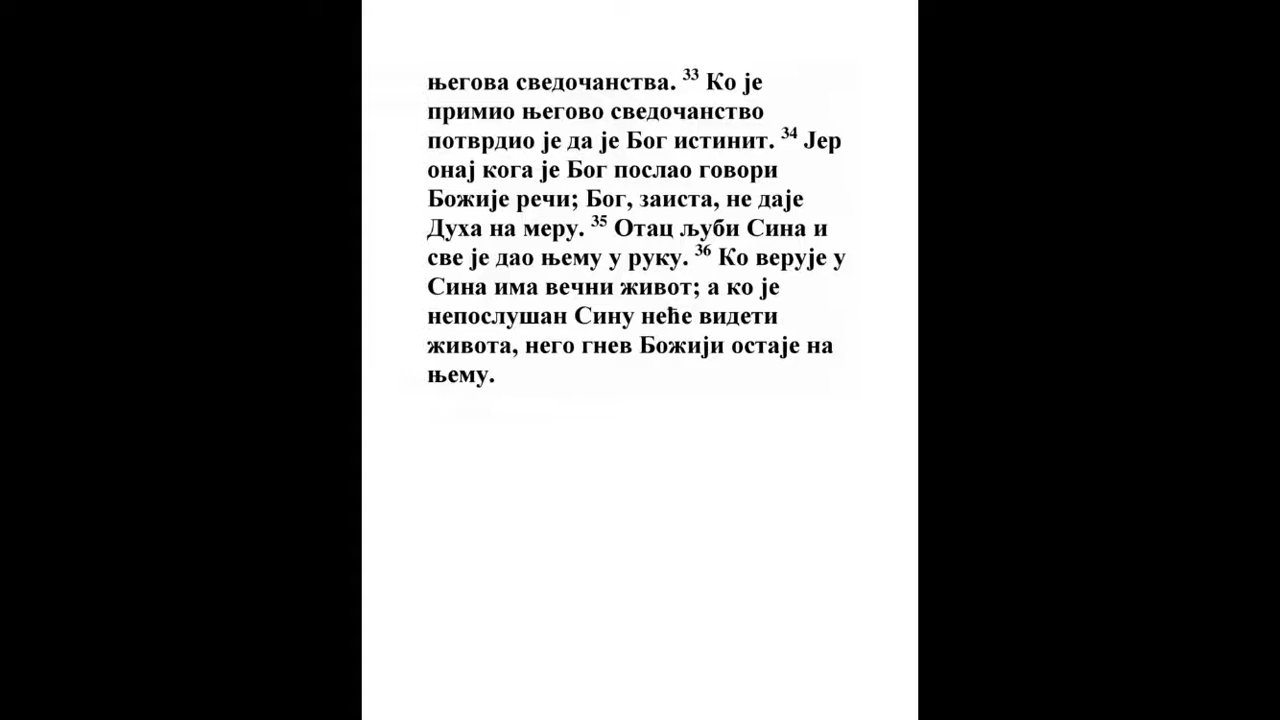 његова сведочанства. 33 Ко је
примио његово сведочанство
потврдио је да је Бог истинит. 34 Јер
онај кога је Бог послао говори
Божије речи; Бог, заиста, не даје
Духа на меру. 35 Отац љуби Сина и
све је дао њему у руку. 36 Ко верује у
Сина има вечни живот; а ко је
непослушан Сину неће видети
живота, него гнев Божији остаје на
њему.